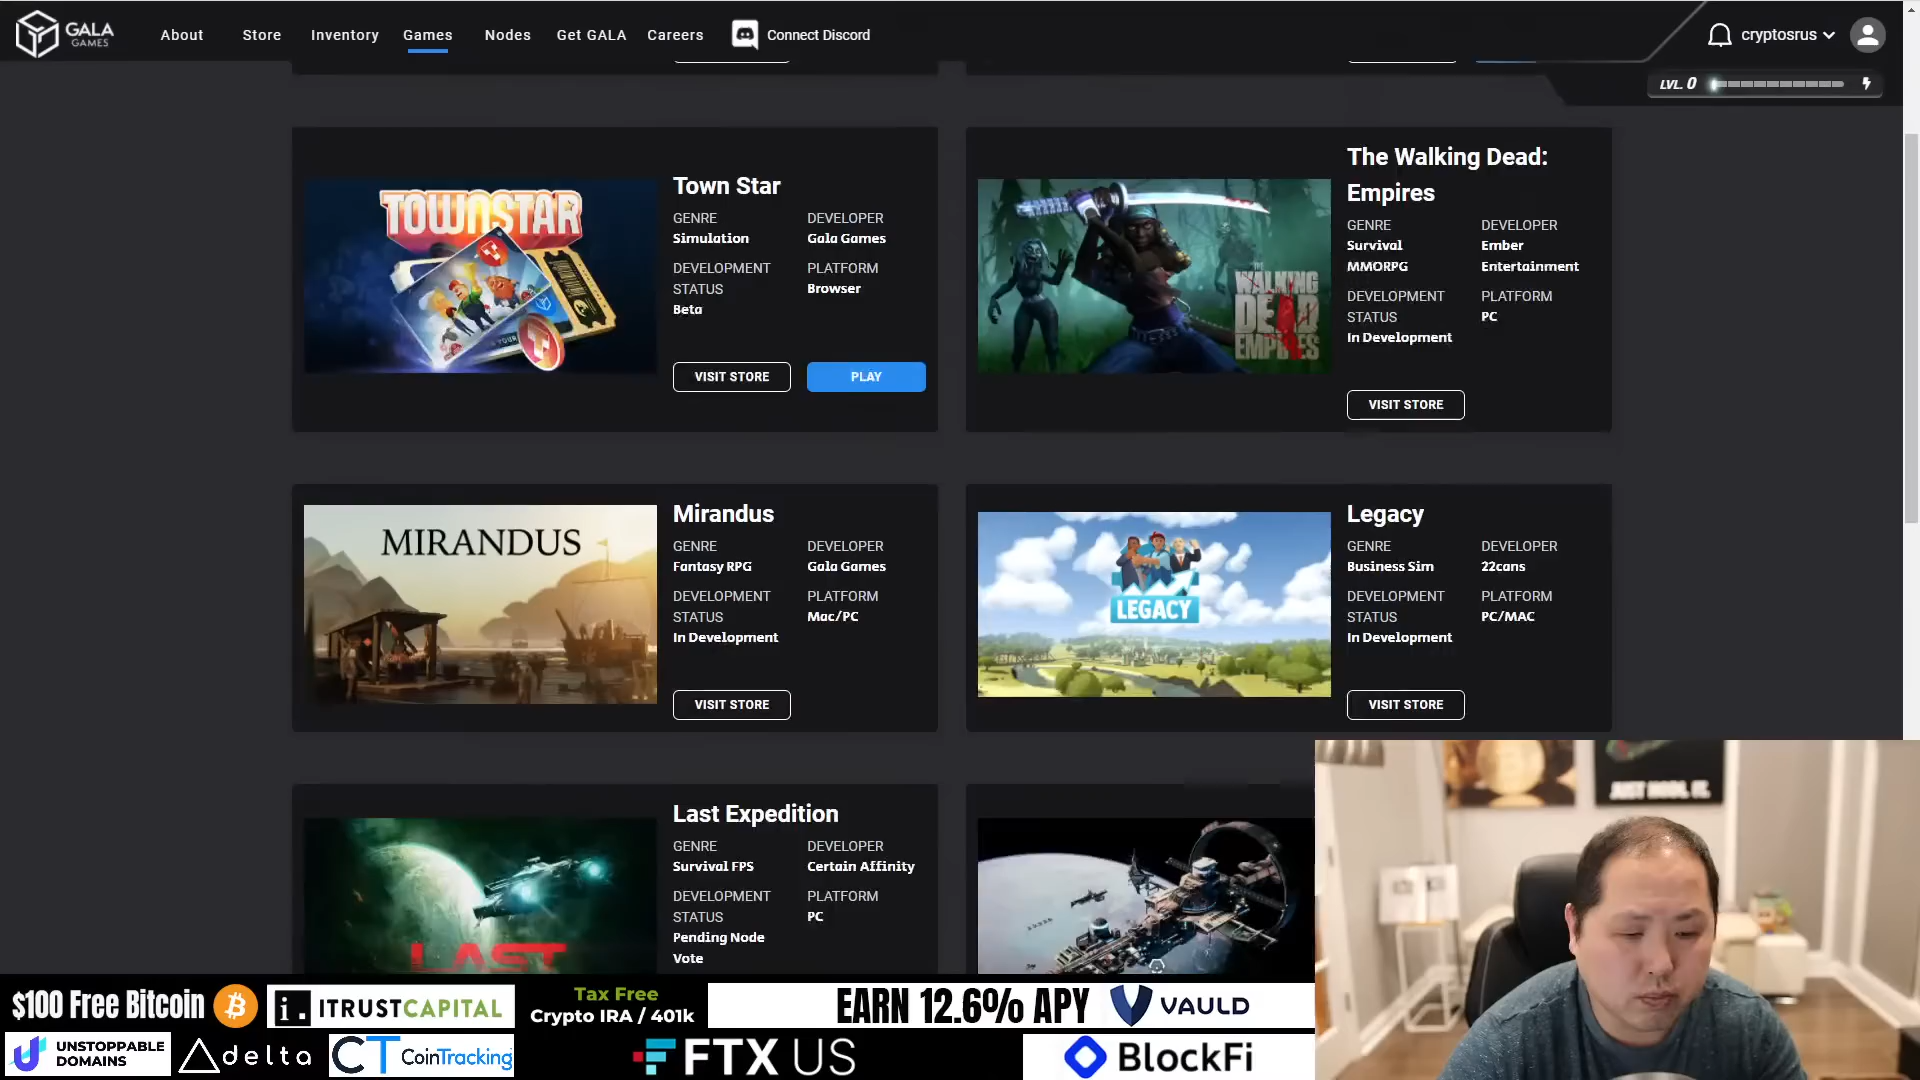 GALA
GAMES
About
Store
Inventory
Games
Nodes
Get GALA
Careers
Connect Discord
cryptosrus
LVL. 0
TOWNSTAR
Town Star
GENRE
Simulation
DEVELOPER
Gala Games
DEVELOPMENT
STATUS
Beta
PLATFORM
Browser
VISIT STORE
PLAY
THE
WALKING
DEAD
EMPIRES
The Walking Dead:
Empires
GENRE
Survival
MMORPG
DEVELOPER
Ember
Entertainment
DEVELOPMENT
STATUS
In Development
PLATFORM
PC
VISIT STORE
MIRANDUS
Mirandus
GENRE
Fantasy RPG
DEVELOPER
Gala Games
DEVELOPMENT
STATUS
In Development
PLATFORM
Mac/PC
VISIT STORE
LEGACY
Legacy
GENRE
Business Sim
DEVELOPER
22cans
DEVELOPMENT
STATUS
In Development
PLATFORM
PC/MAC
VISIT STORE
LAST
Last Expedition
GENRE
Survival FPS
DEVELOPER
Certain Affinity
DEVELOPMENT
STATUS
Pending Node
Vote
PLATFORM
PC
JUST HODL IT.
$100 Free Bitcoin
i. ITRUSTCAPITAL
Tax Free
Crypto IRA / 401k
EARN 12.6% APY
VAULD
UNSTOPPABLE
DOMAINS
delta
CT CoinTracking
FTX US
BlockFi